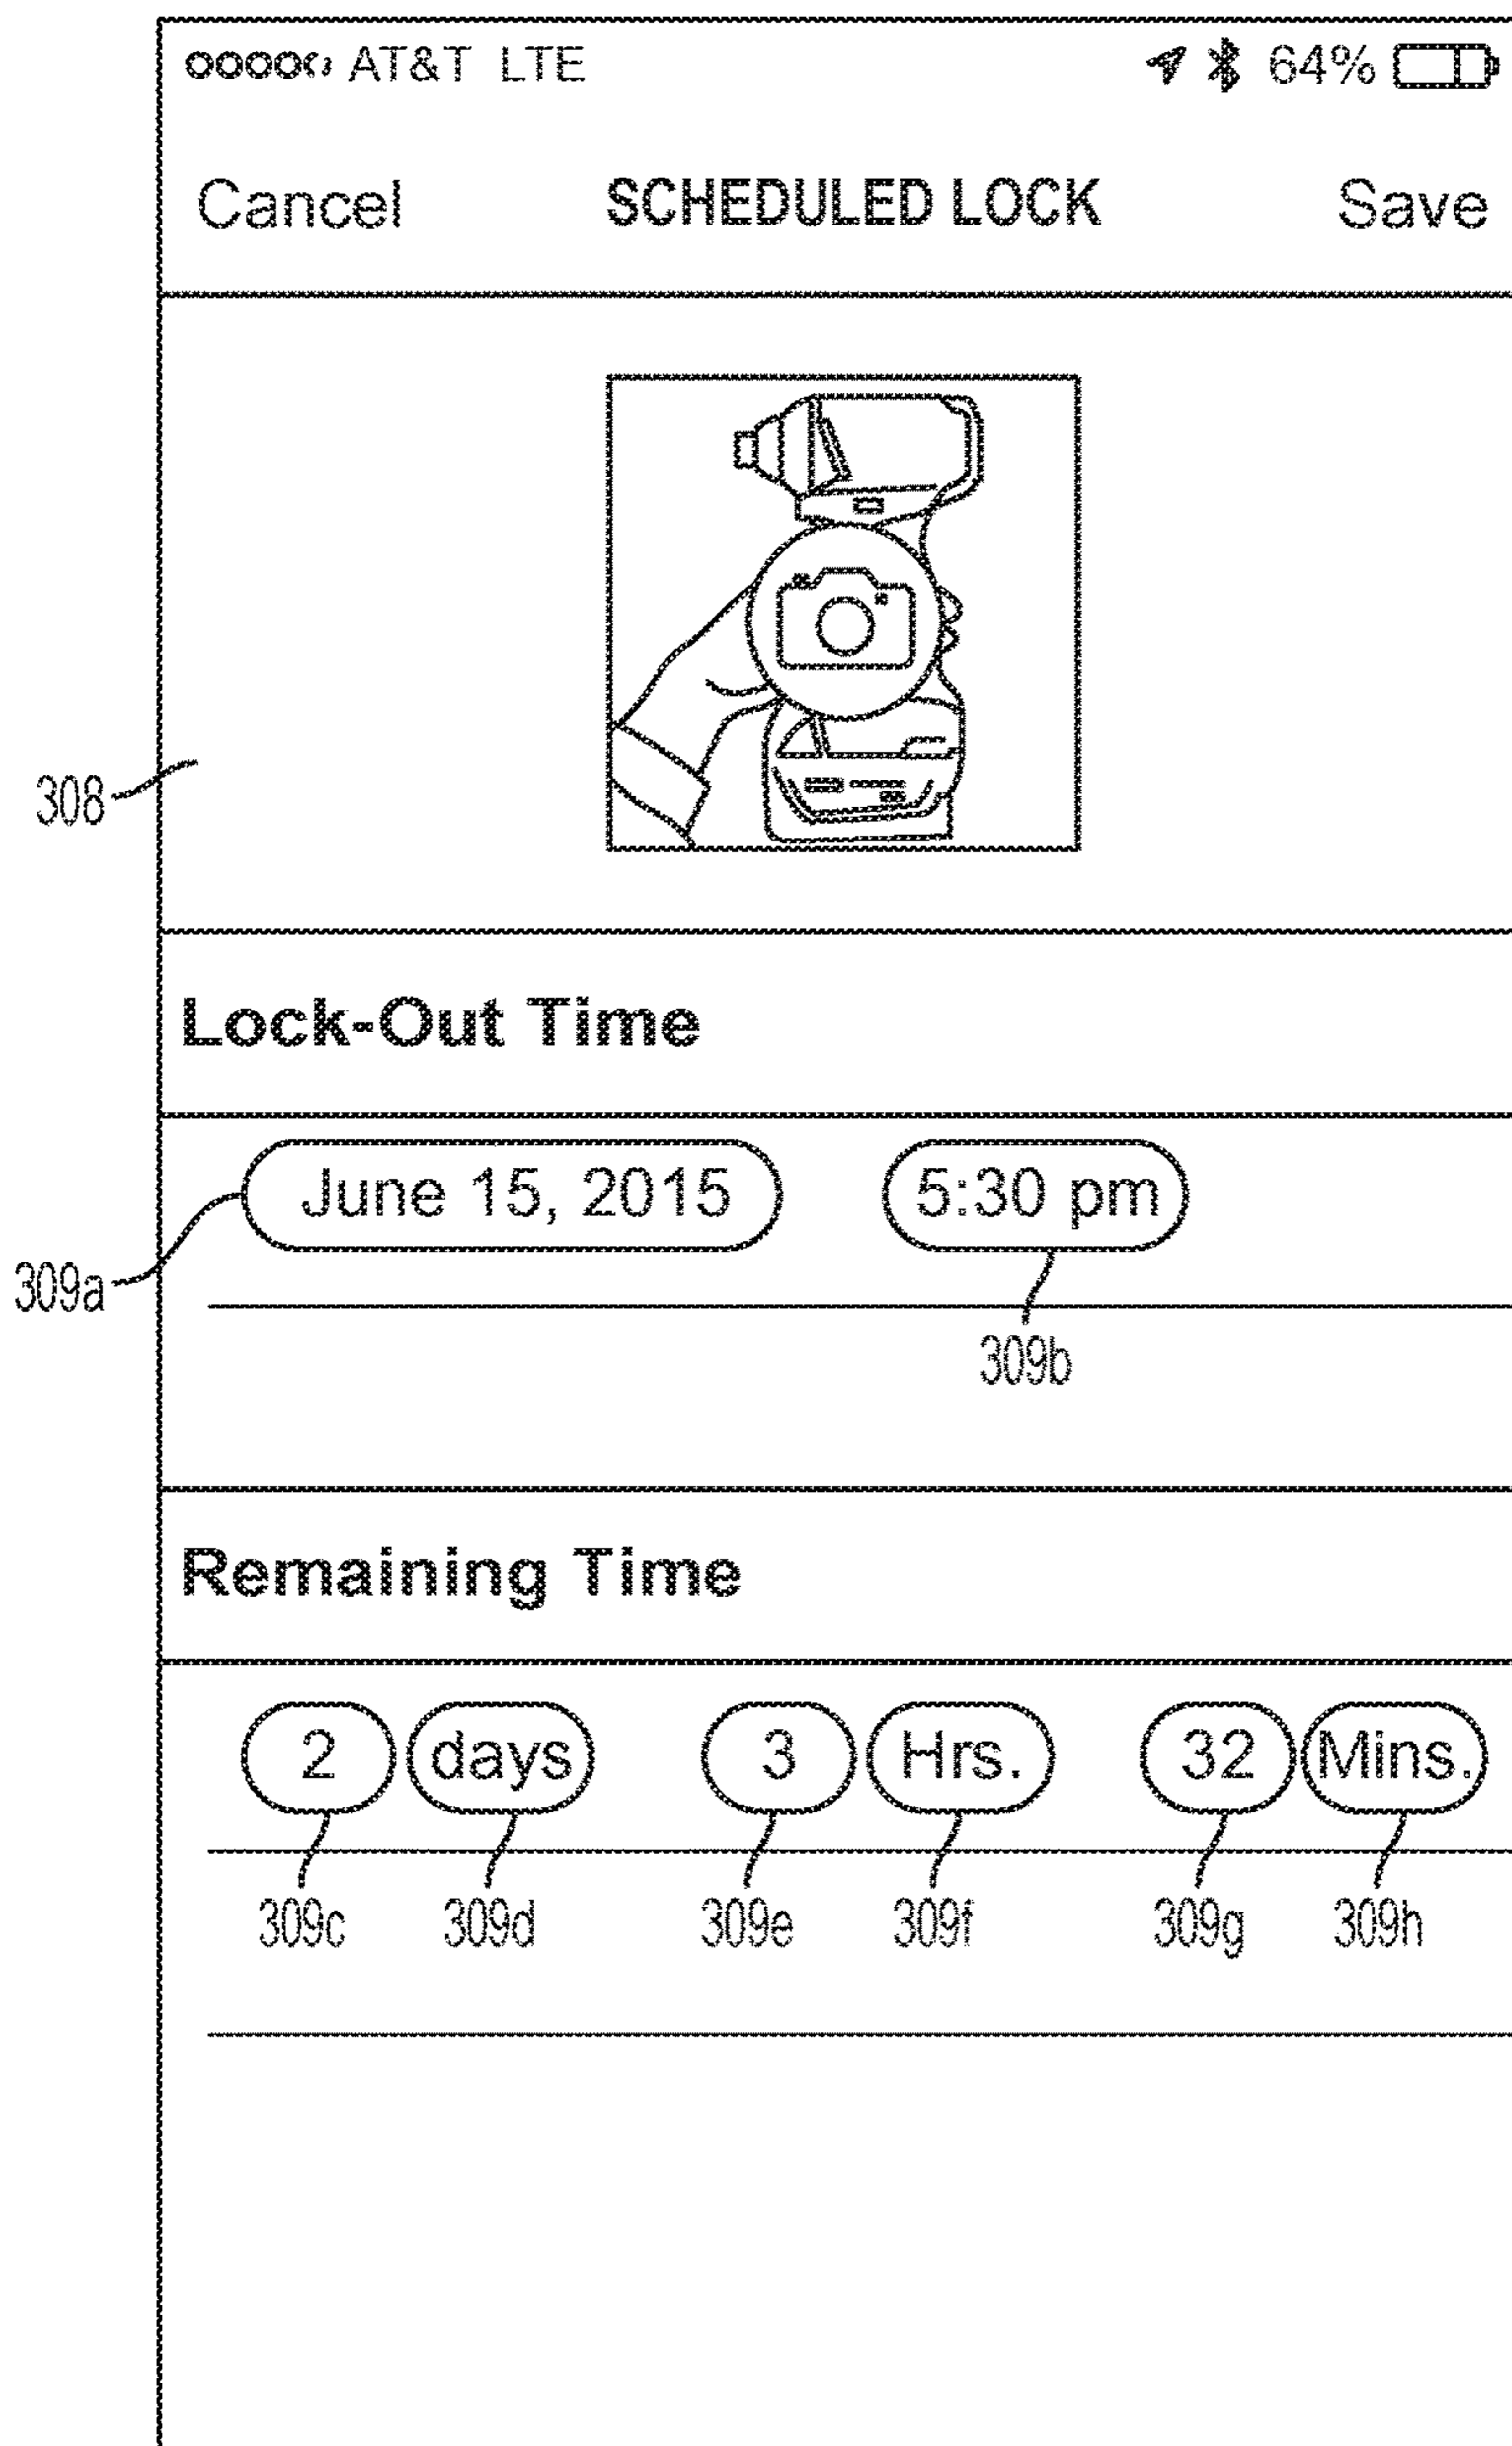 AT&T LTE 64%
Cancel SCHEDULED LOCK Save
308
Lock-Out Time
June 15, 2015 5:30 pm
309a
309b
Remaining Time
2 days 3 Hrs. 32 Mins.
309c 309d 309e 309f 309g 309h